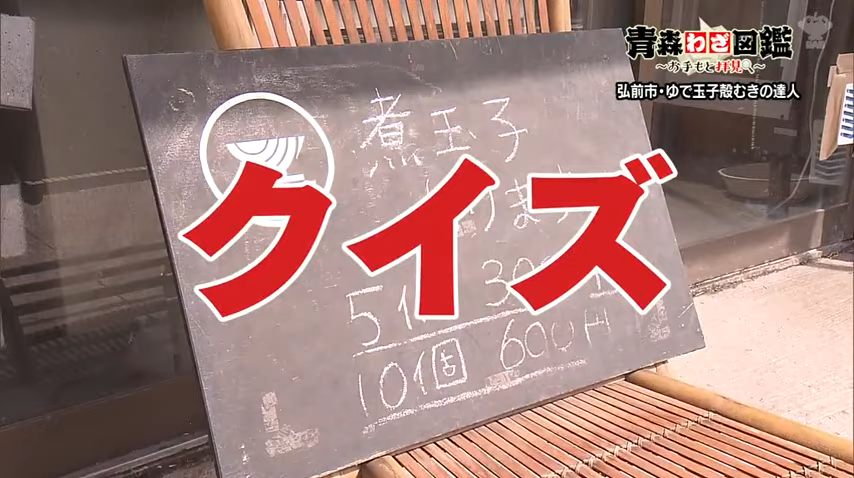 青森わざ図鑑
～お手もと拝見～
弘前市・ゆで玉子殻むきの達人
煮玉子
クイズ
5個
10個 600円